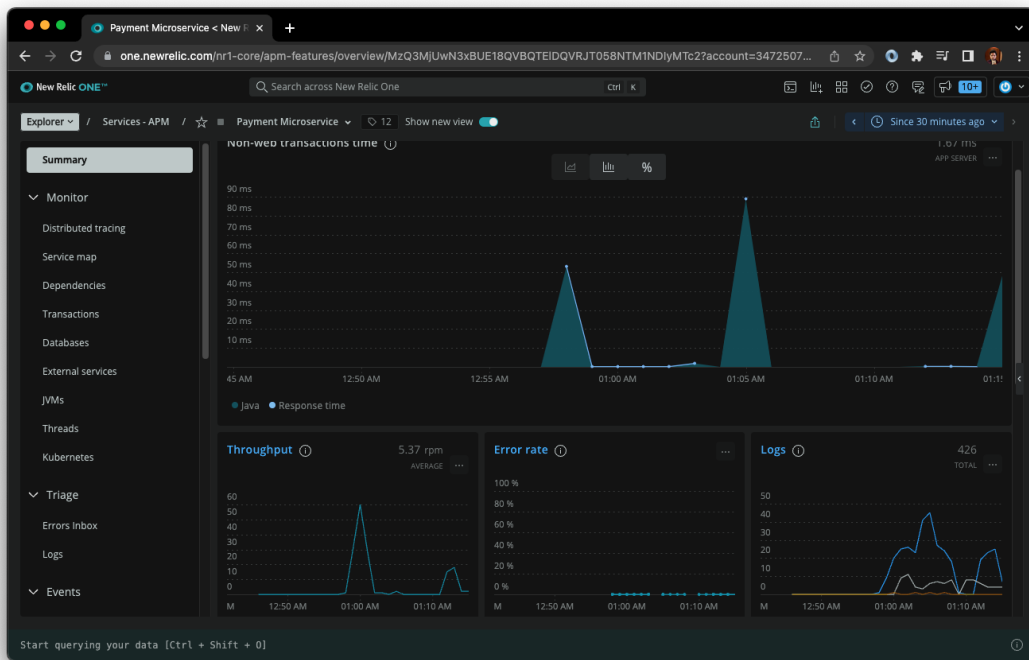 Payment Microservice < New R
one.newrelic.com/nr1-core/apm-features/overview/MzQ3MjUwN3xBUE18QVBQTElDQVRJT058NTM1NDIyMTc2?account=3472507...
New Relic ONE™
Search across New Relic One
Ctrl K
10+
Explorer / Services - APM / Payment Microservice 12 Show new view
Since 30 minutes ago
Summary
Monitor
Distributed tracing
Service map
Dependencies
Transactions
Databases
External services
JVMs
Threads
Kubernetes
Triage
Errors Inbox
Logs
Events
Non-web transactions time
1.67 ms
APP SERVER
%
90 ms
80 ms
70 ms
60 ms
50 ms
40 ms
30 ms
20 ms
10 ms
45 AM 12:50 AM 12:55 AM 01:00 AM 01:05 AM 01:10 AM 01:1
Java Response time
Throughput
5.37 rpm
AVERAGE
60
50
40
30
20
10
0
M 12:50 AM 01:00 AM 01:10 AM
Error rate
100 %
80 %
60 %
40 %
20 %
0 %
M 12:50 AM 01:00 AM 01:10 AM
Logs
426
TOTAL
50
40
30
20
10
0
M 12:50 AM 01:00 AM 01:10 AM
Start querying your data [Ctrl + Shift + O]